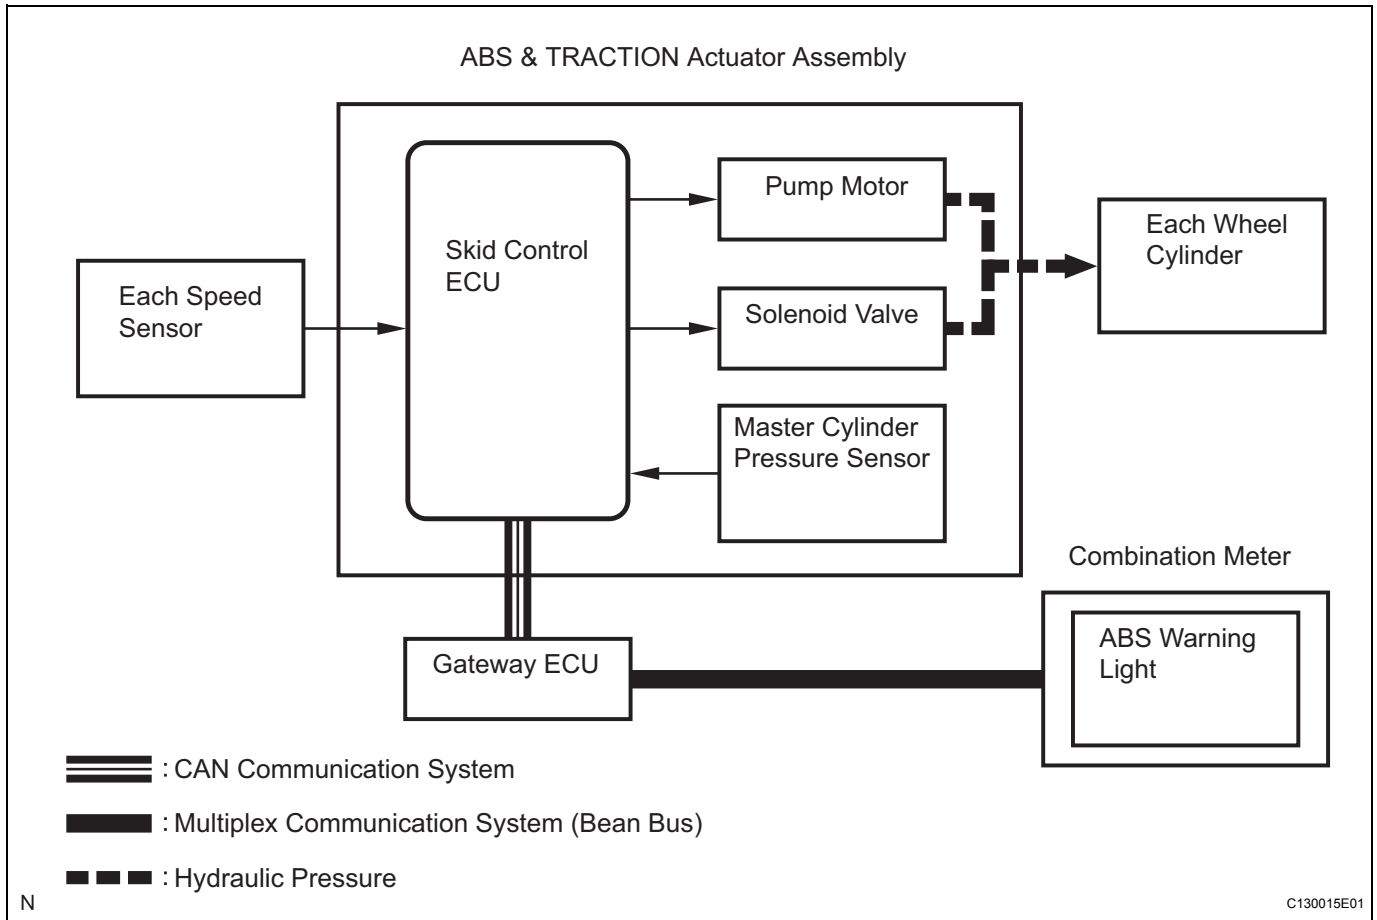 ABS & TRACTION Actuator Assembly
Pump Motor
Each Wheel
Cylinder
Skid Control
ECU
Each Speed
Sensor
Solenoid Valve
Master Cylinder
Pressure Sensor
Combination Meter
ABS Warning
Light
Gateway ECU
: CAN Communication System
: Multiplex Communication System (Bean Bus)
: Hydraulic Pressure
N
C130015E01